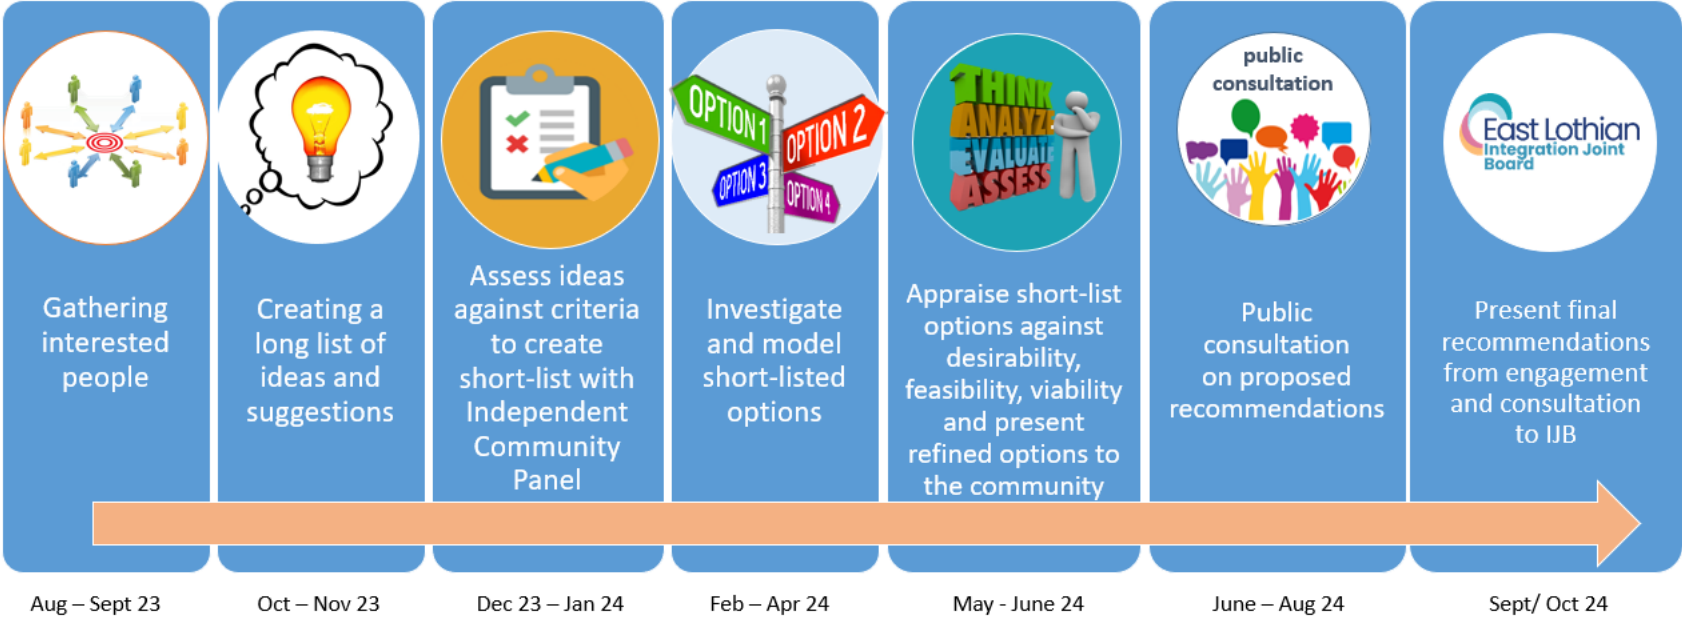 Gathering
interested
people
Aug – Sept 23
Creating a
long list of
ideas and
suggestions
Oct – Nov 23
Assess ideas
against criteria
to create
short-list with
Independent
Community
Panel
Dec 23 – Jan 24
OPTION 1
OPTION 2
OPTION 3
OPTION 4
Investigate
and model
short-listed
options
Feb – Apr 24
THINK
ANALYZE
EVALUATE
ASSESS
Appraise short-list
options against
desirability,
feasibility, viability
and present
refined options to
the community
May - June 24
public
consultation
Public
consultation
on proposed
recommendations
June – Aug 24
East Lothian
Integration Joint
Board
Present final
recommendations
from engagement
and consultation
to IJB
Sept/ Oct 24